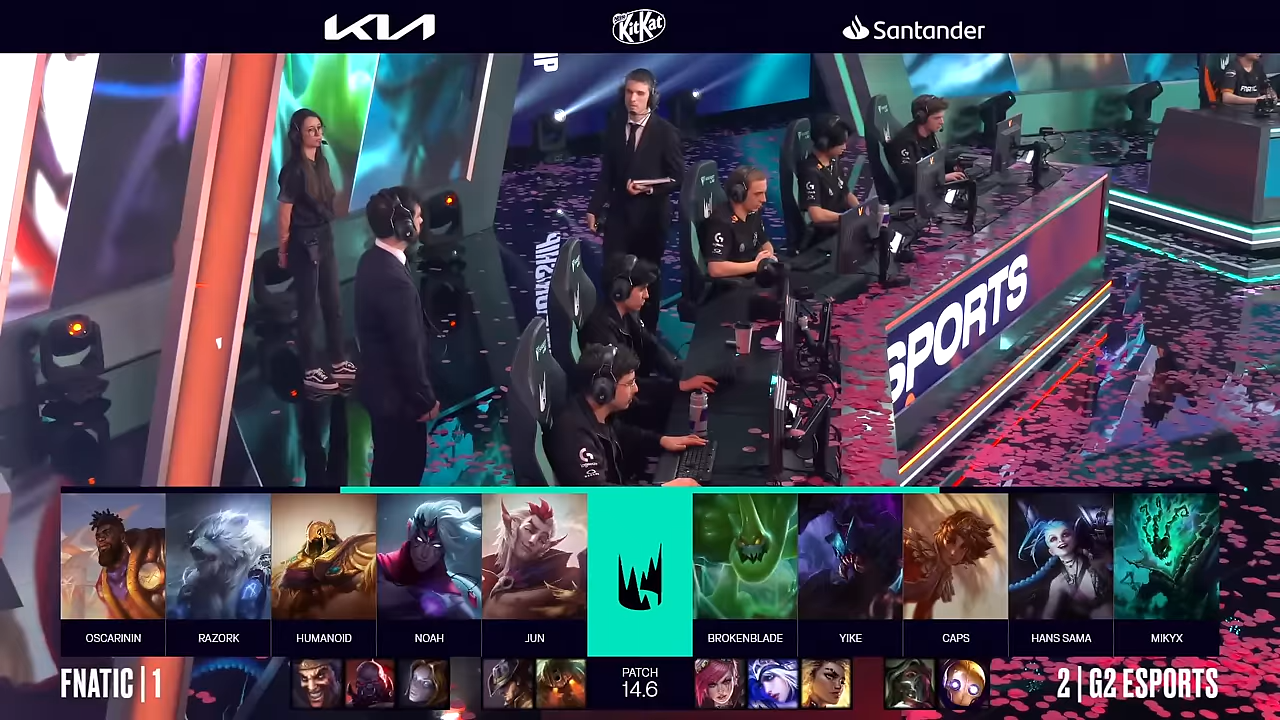 KIA
KitKat
Santander
SPORTS
OSCARININ
RAZORK
HUMANOID
NOAH
JUN
BROKENBLADE
YIKE
CAPS
HANS SAMA
MIKYX
FNATIC | 1
PATCH
14.6
2 | G2 ESPORTS